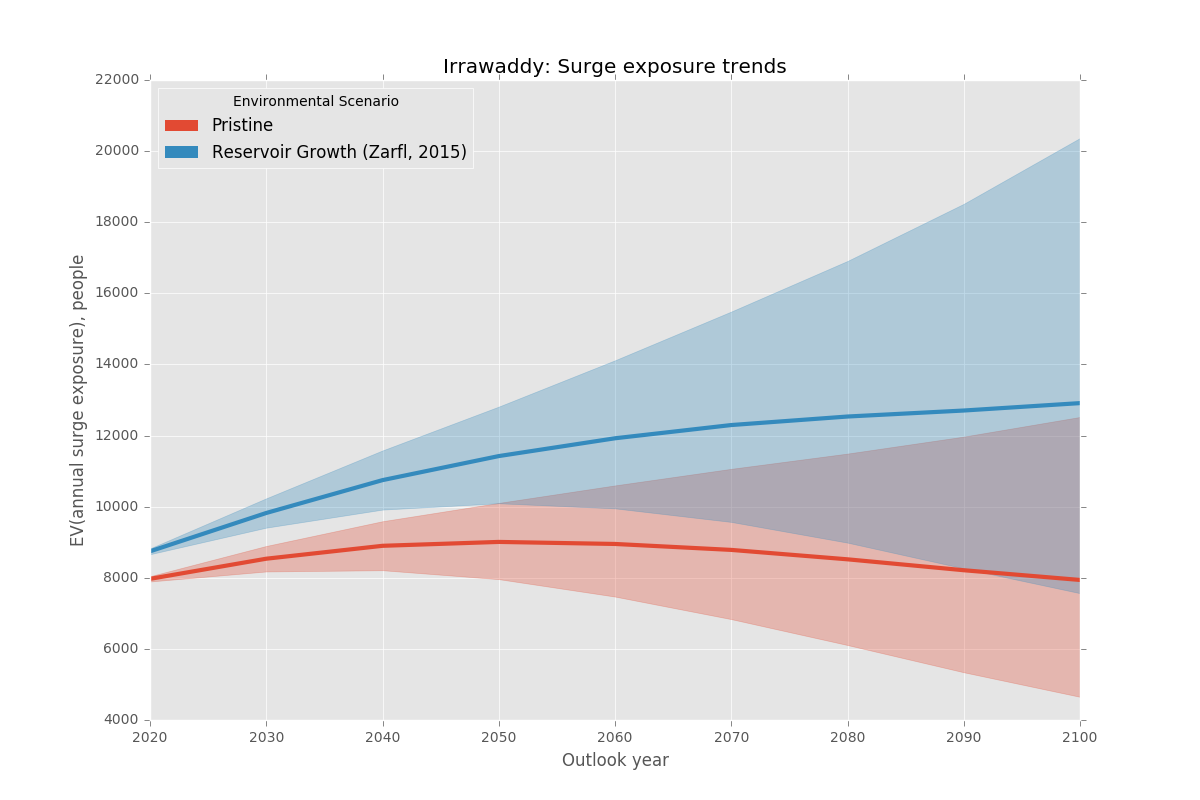 Irrawaddy: Surge exposure trends
Environmental Scenario
Pristine
Reservoir Growth (Zarfl, 2015)
EV(annual surge exposure), people
22000
20000
18000
16000
14000
12000
10000
8000
6000
4000
2020 2030 2040 2050 2060 2070 2080 2090 2100
Outlook year